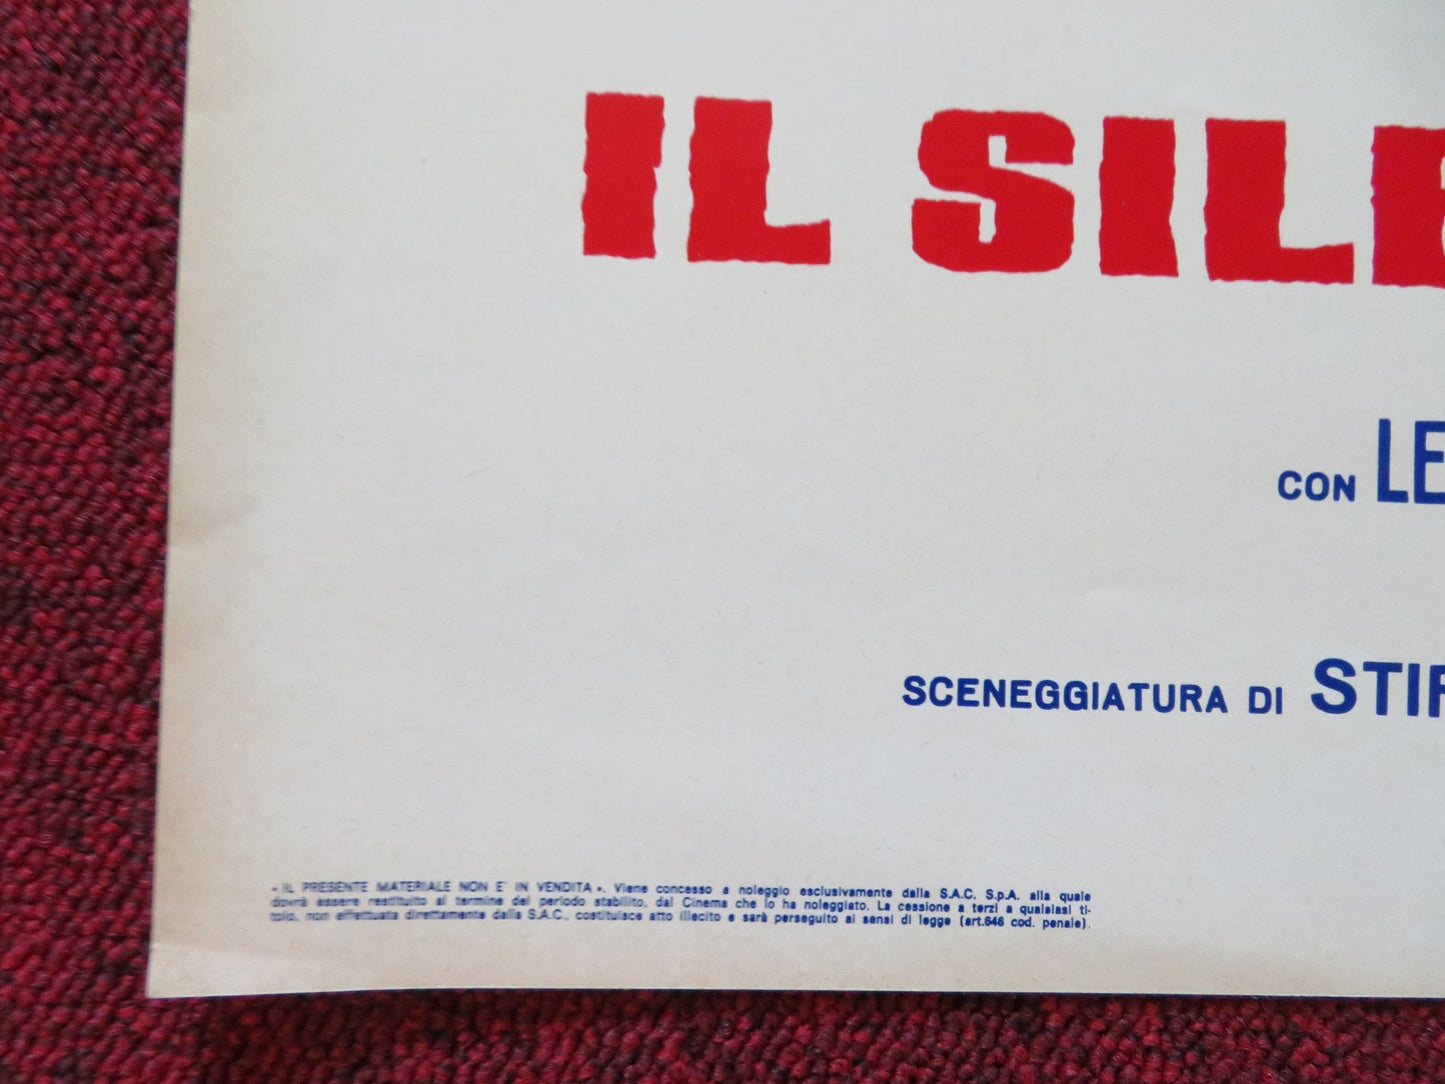 IL SILE
CON LE
SCENEGGIATURA DI STIR
« IL PRESENTE MATERIALE NON E' IN VENDITA ». Viene concesso a noleggio esclusivamente dalla S.A.C. S.p.A. alla quale
dovrà essere restituito al termine del periodo stabilito, dal Cinema che lo ha noleggiato. La cessione a terzi a qualsiasi ti-
tolo, non effettuata direttamente dalla S.A.C., costituisce atto illecito e sarà perseguito ai sensi di legge (art.646 cod. penale).